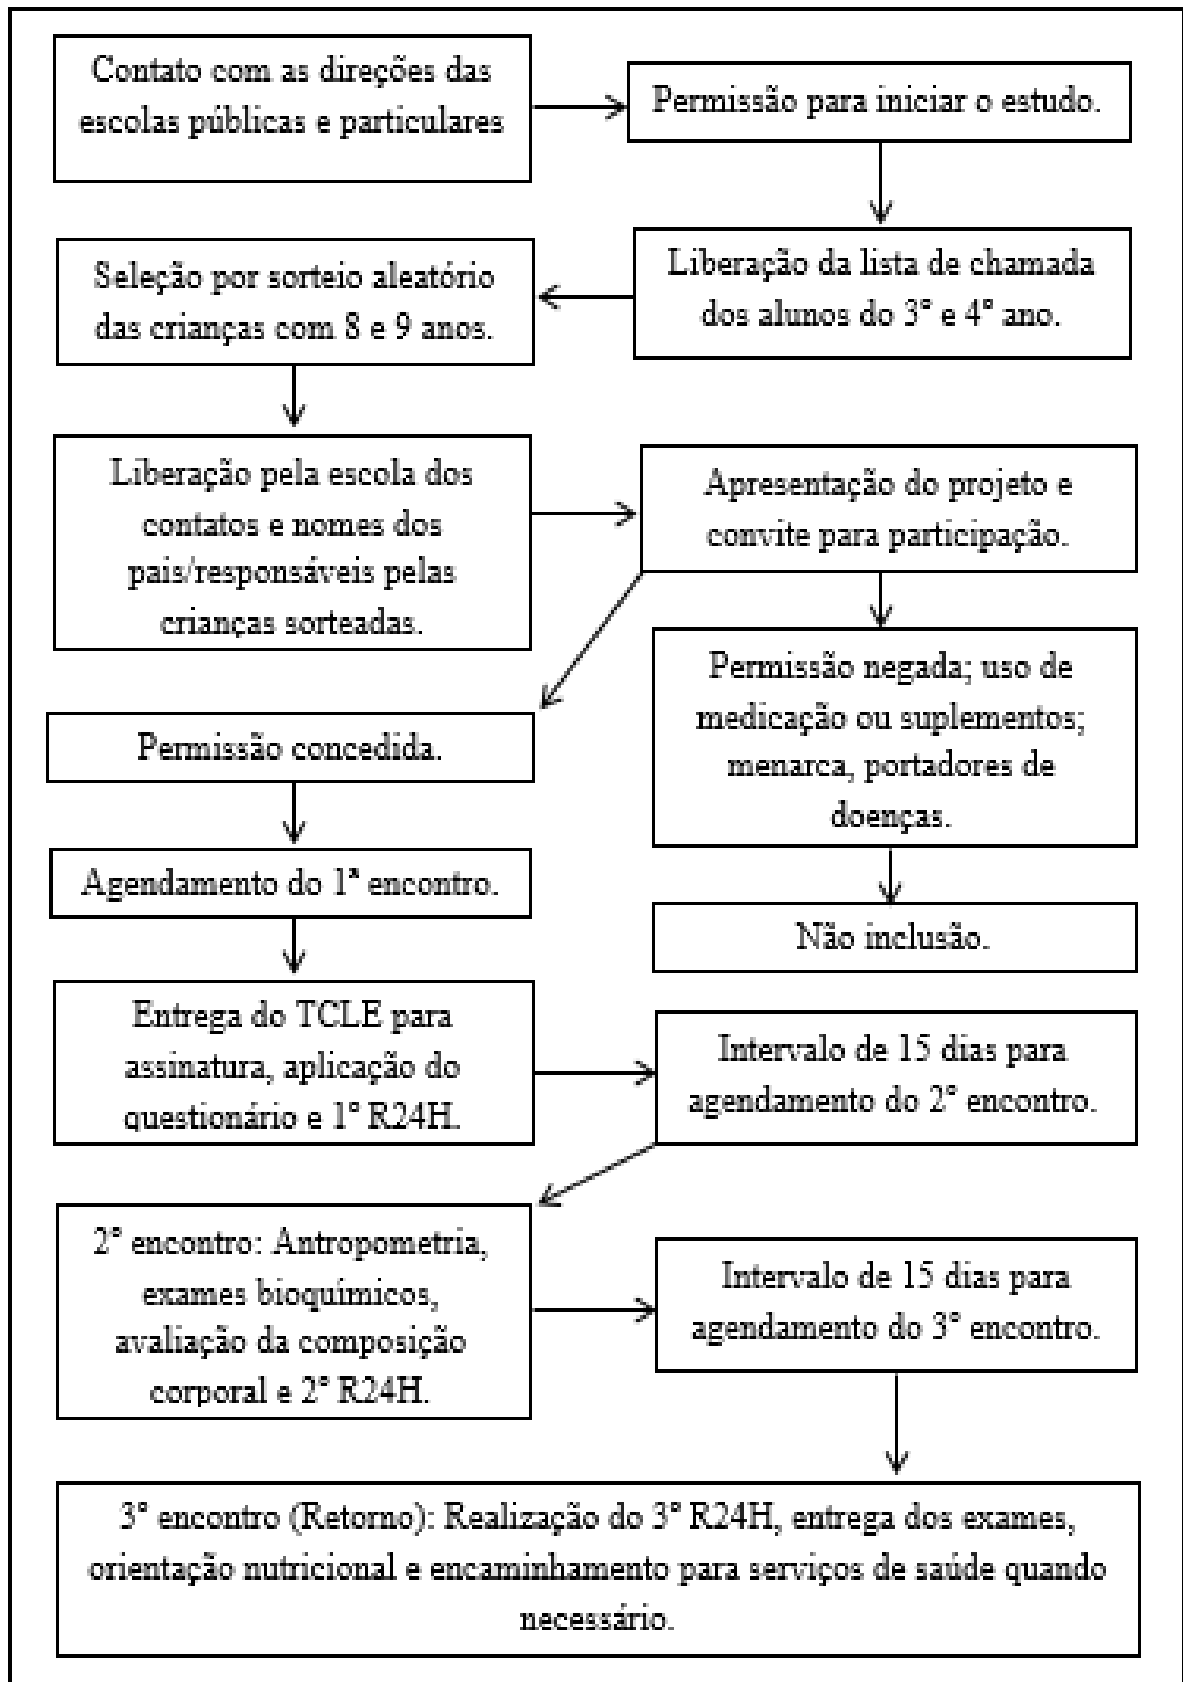 Contato com as direções das
escolas públicas e particulares
Permissão para iniciar o estudo.
Liberação da lista de chamada
dos alunos do 3° e 4° ano.
Seleção por sorteio aleatório
das crianças com 8 e 9 anos.
Liberação pela escola dos
contatos e nomes dos
pais/responsáveis pelas
crianças sorteadas.
Apresentação do projeto e
convite para participação.
Permissão negada; uso de
medicação ou suplementos;
menarca, portadores de
doenças.
Não inclusão.
Permissão concedida.
Agendamento do 1ª encontro.
Entrega do TCLE para
assinatura, aplicação do
questionário e 1° R24H.
Intervalo de 15 dias para
agendamento do 2° encontro.
2° encontro: Antropometria,
exames bioquímicos,
avaliação da composição
corporal e 2° R24H.
Intervalo de 15 dias para
agendamento do 3° encontro.
3° encontro (Retorno): Realização do 3° R24H, entrega dos exames,
orientação nutricional e encaminhamento para serviços de saúde quando
necessário.